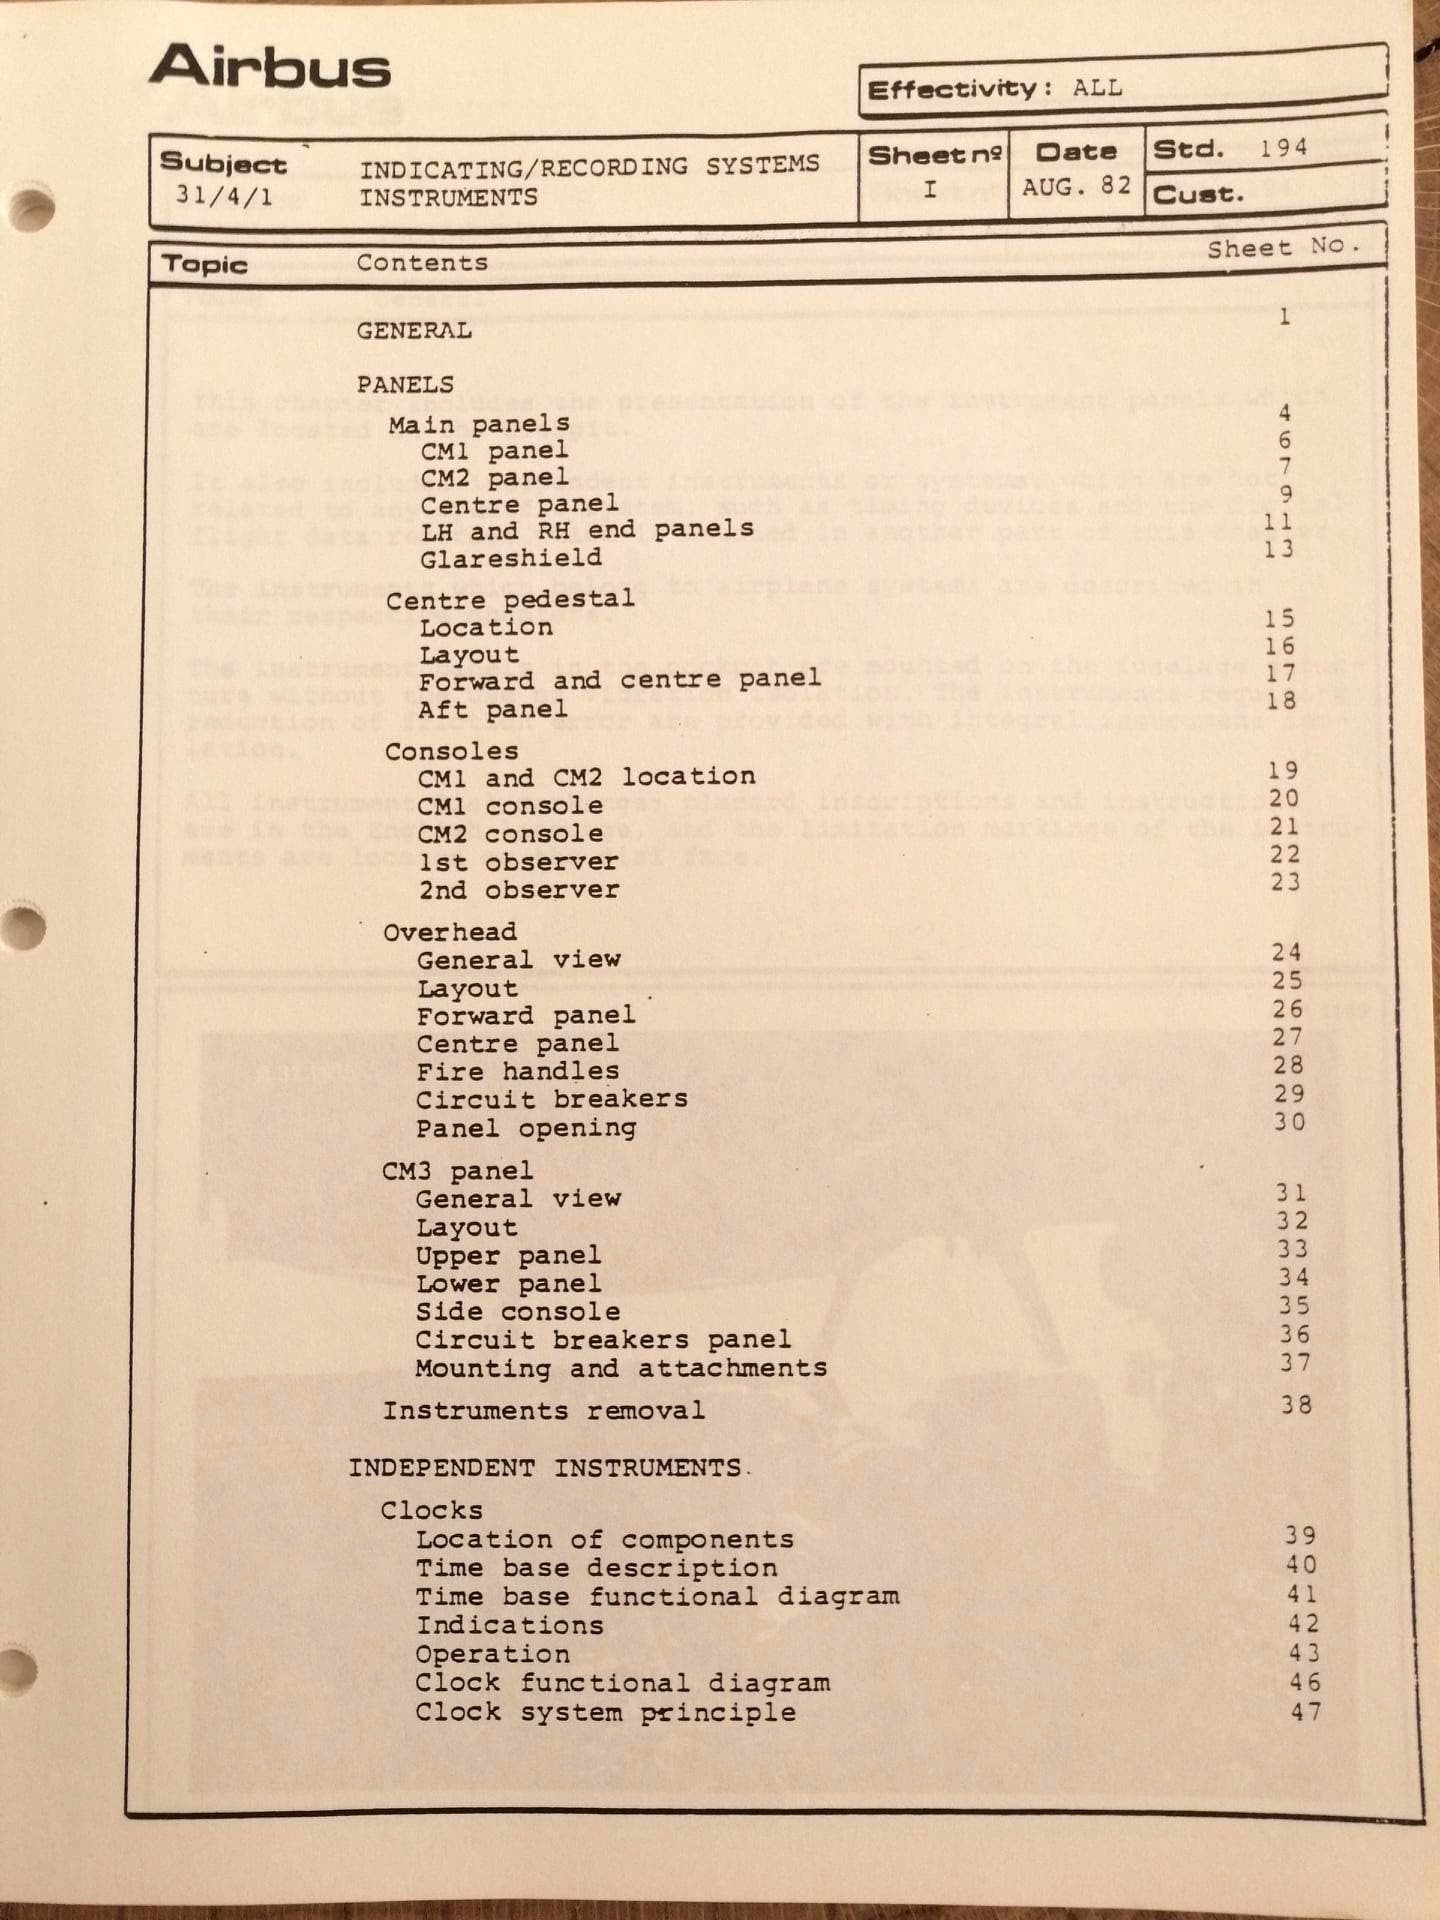 Airbus
Effectivity: ALL
Subject INDICATING/RECORDING SYSTEMS Sheet nº Date Std. 194
31/4/1 INSTRUMENTS I AUG. 82 Cust.
Topic Contents Sheet No.
GENERAL 1
PANELS
Main panels 4
CM1 panel 6
CM2 panel 7
Centre panel 9
LH and RH end panels 11
Glareshield 13
Centre pedestal
Location 15
Layout 16
Forward and centre panel 17
Aft panel 18
Consoles
CM1 and CM2 location 19
CM1 console 20
CM2 console 21
1st observer 22
2nd observer 23
Overhead
General view 24
Layout 25
Forward panel 26
Centre panel 27
Fire handles 28
Circuit breakers 29
Panel opening 30
CM3 panel
General view 31
Layout 32
Upper panel 33
Lower panel 34
Side console 35
Circuit breakers panel 36
Mounting and attachments 37
Instruments removal 38
INDEPENDENT INSTRUMENTS.
Clocks
Location of components 39
Time base description 40
Time base functional diagram 41
Indications 42
Operation 43
Clock functional diagram 46
Clock system principle 47